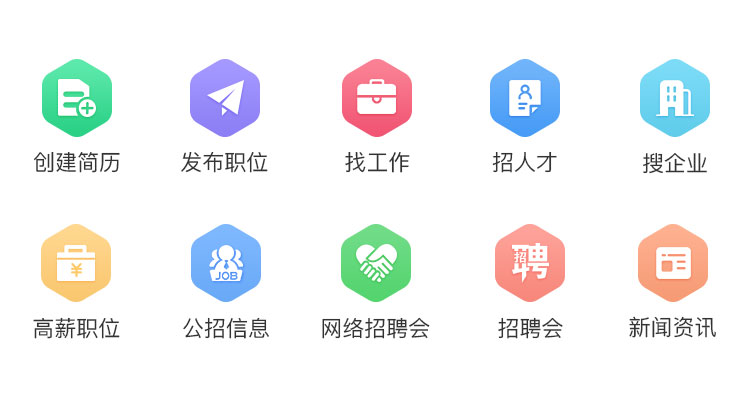 创建简历
发布职位
找工作
招人才
搜企业
¥
JOB
招聘
高薪职位
公招信息
网络招聘会
招聘会
新闻资讯